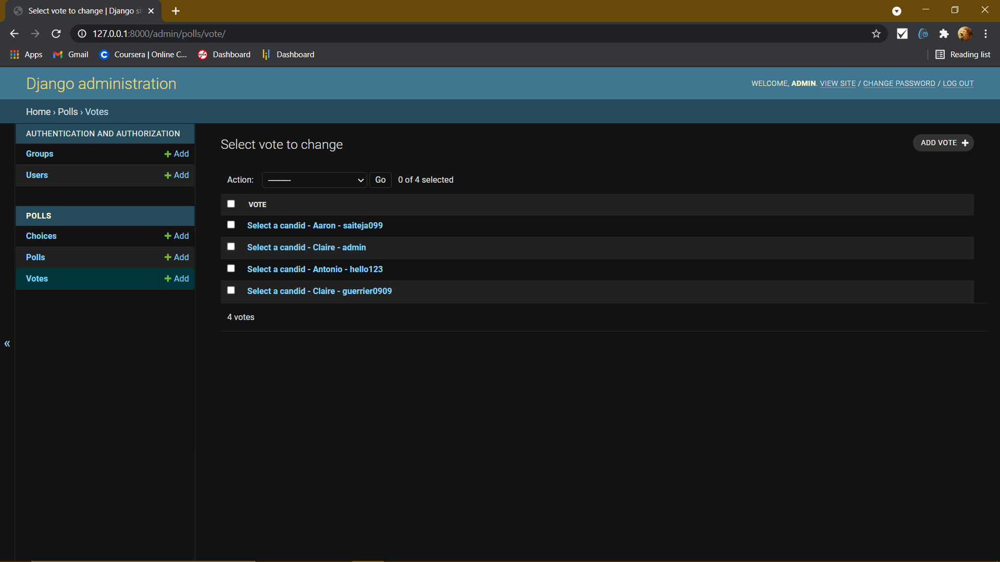 Select vote to change | Django si
127.0.0.1:8000/admin/polls/vote/
Apps Gmail Coursera | Online C... Dashboard Dashboard Reading list
Django administration
WELCOME, ADMIN. VIEW SITE / CHANGE PASSWORD / LOG OUT
Home › Polls › Votes
AUTHENTICATION AND AUTHORIZATION
Groups + Add
Users + Add
POLLS
Choices + Add
Polls + Add
Votes + Add
«
Select vote to change
ADD VOTE +
Action: --------- Go 0 of 4 selected
VOTE
Select a candid - Aaron - saiteja099
Select a candid - Claire - admin
Select a candid - Antonio - hello123
Select a candid - Claire - guerrier0909
4 votes